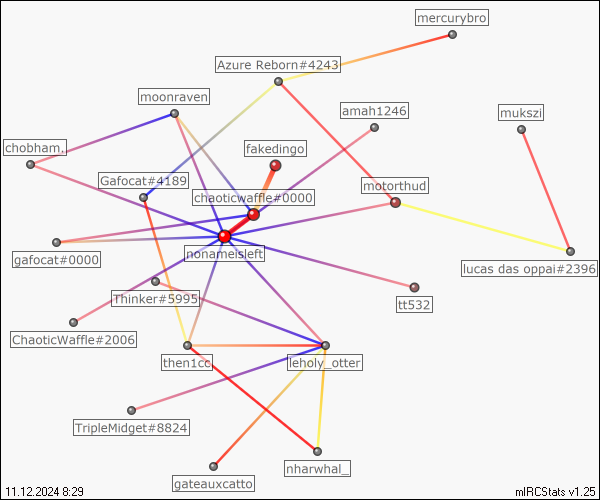 mercurybro
Azure Reborn#4243
moonraven
amah1246
mukszi
chobham.
fakedingo
Gafocat#4189
motorthud
chaoticwaffle#0000
gafocat#0000
nonameisleft
lucas das oppai#2396
Thinker#5995
tt532
ChaoticWaffle#2006
then1cc
leholy_otter
TripleMidget#8824
nharwhal_
gateauxcatto
11.12.2024 8:29
mIRCStats v1.25